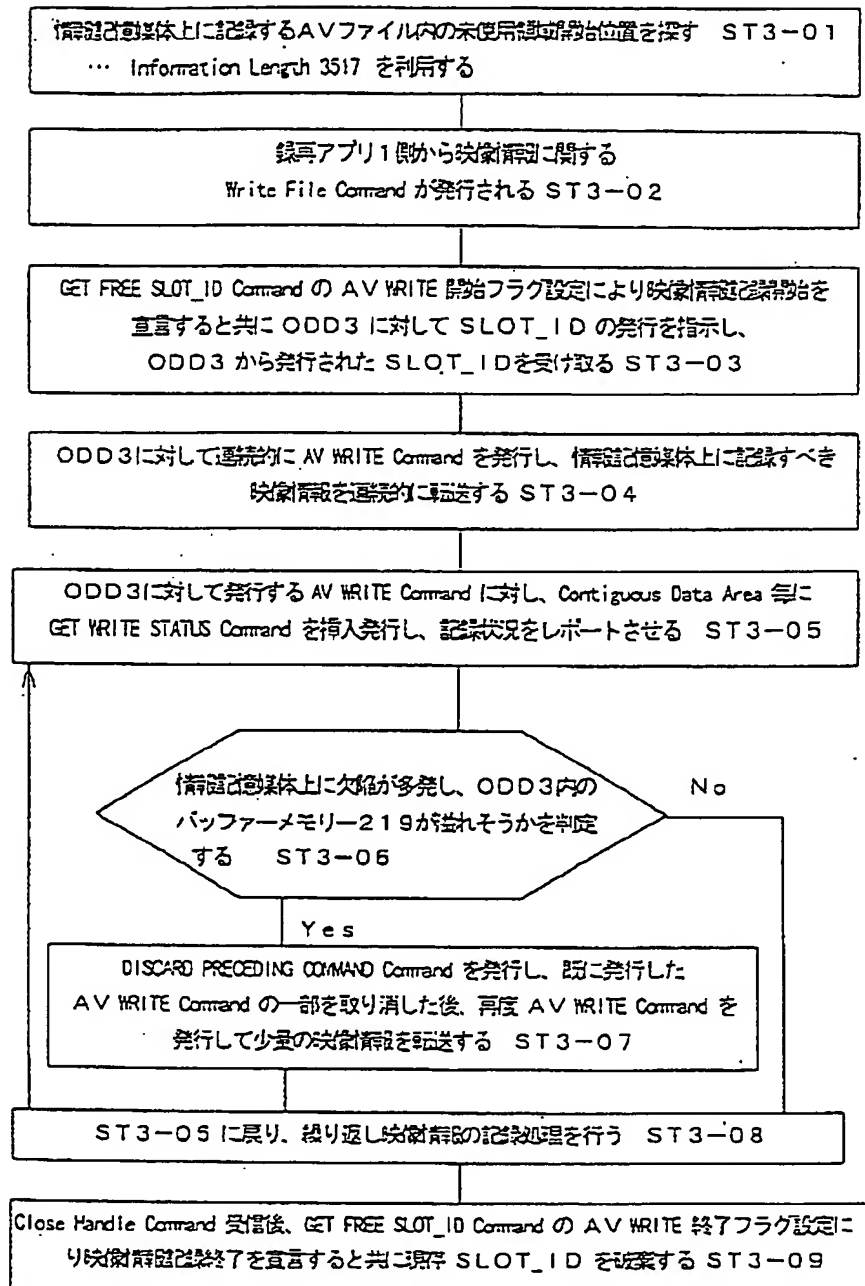 情報記憶媒体上に記録するAVファイル内の未使用領域開始位置を探す ST3-01
… Information Length 3517 を利用する
録再アプリ1側から映像情報に関する
Write File Command が発行される ST3-02
GET FREE SLOT_ID Command の AV WRITE 開始フラグ設定により映像情報記録開始を
宣言すると共に ODD3 に対して SLOT_ID の発行を指示し、
ODD3 から発行された SLOT_IDを受け取る ST3-03
ODD3に対して連続的に AV WRITE Command を発行し、情報記憶媒体上に記録すべき
映像情報を連続的に転送する ST3-04
ODD3に対して発行する AV WRITE Command に対し、Contiguous Data Area 毎に
GET WRITE STATUS Command を挿入発行し、記録状況をレポートさせる ST3-05
情報記憶媒体上に欠陥が多発し、ODD3内の
No
バッファーメモリー219が溢れそうかを判定
する ST3-06
Yes
DISCARD PRECEDING COMMAND Command を発行し、既に発行した
AV WRITE Command の一部を取り消した後、再度 AV WRITE Command を
発行して少量の映像情報を転送する ST3-07
ST3-05 に戻り、繰り返し映像情報の記録処理を行う ST3-08
Close Handle Command 受信後、GET FREE SLOT_ID Command の AV WRITE 終了フラグ設定に
り映像情報記録終了を宣言すると共に現存 SLOT_ID を破棄する ST3-09